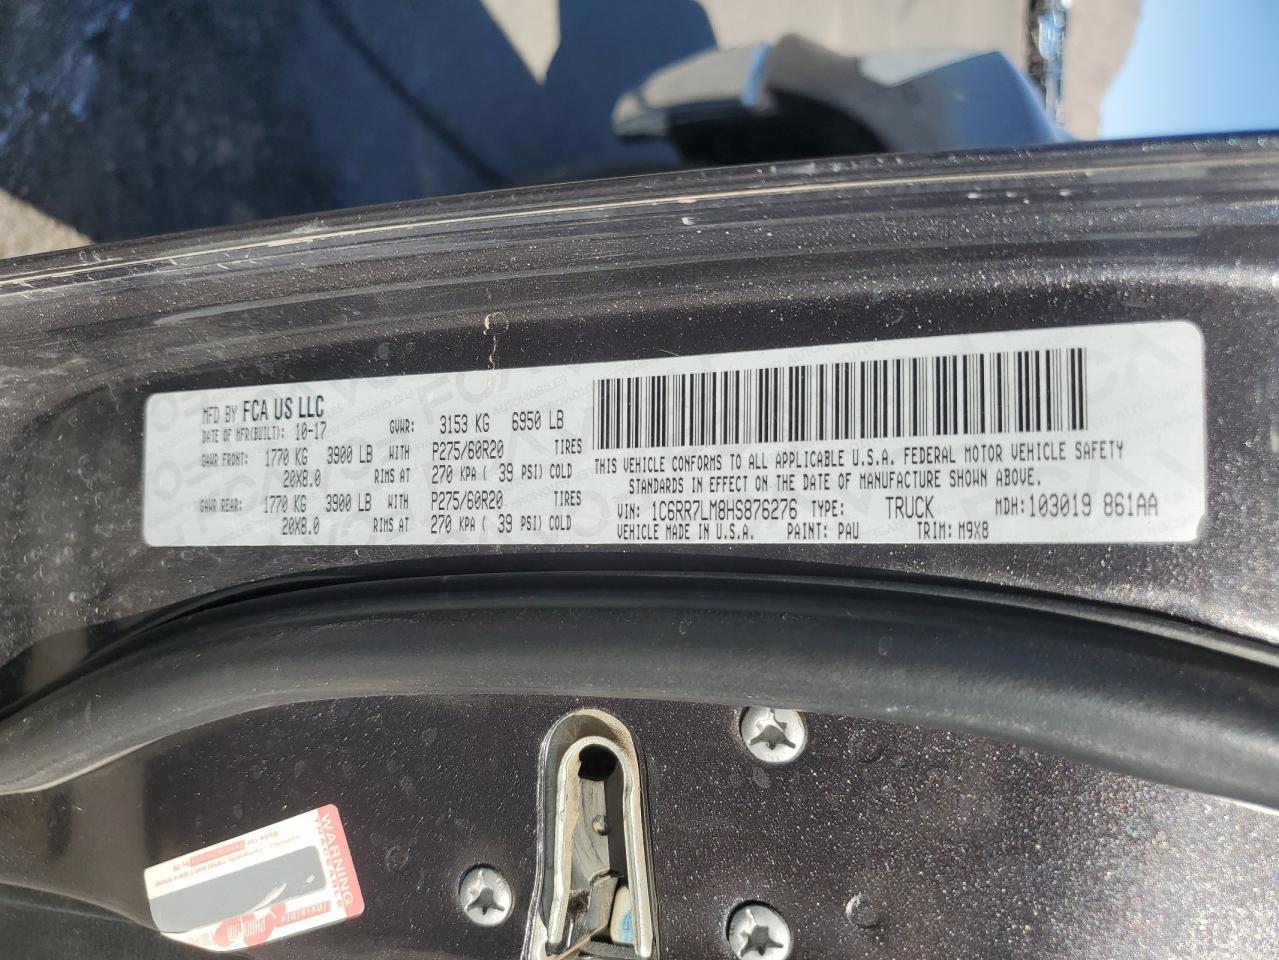 MFD BY FCA US LLC
DATE OF MFR(BUILT): 10-17 GVWR: 3153 KG 6950 LB
GAWR FRONT: 1770 KG 3900 LB WITH P275/60R20 TIRES
20X8.0 RIMS AT 270 KPA ( 39 PSI) COLD
GAWR REAR: 1770 KG 3900 LB WITH P275/60R20 TIRES
20X8.0 RIMS AT 270 KPA ( 39 PSI) COLD
THIS VEHICLE CONFORMS TO ALL APPLICABLE U.S.A. FEDERAL MOTOR VEHICLE SAFETY
STANDARDS IN EFFECT ON THE DATE OF MANUFACTURE SHOWN ABOVE.
VIN: 1C6RR7LM8HS876276 TYPE: TRUCK MDH: 103019 861AA
VEHICLE MADE IN U.S.A. PAINT: PAU TRIM: M9X8
WARNING
Invisible
PHANTOM